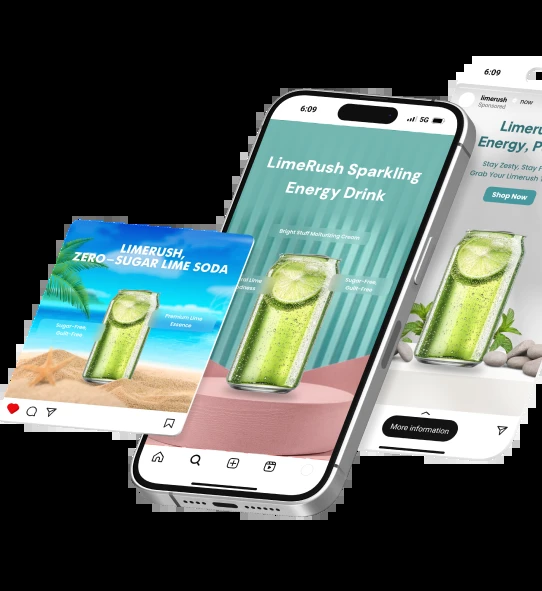 LIMERUSH,
ZERO-SUGAR LIME SODA
Sugar-Free,
Guilt-Free
Premium Lime
Essence
6:09
5G
LimeRush Sparkling
Energy Drink
Bright Stuff Moisturizing Cream
Sugar-Free,
Guilt-Free
6:09
limerush now
Sponsored
Energy, P
Stay Zesty, Stay
Grab Your Limerush
Shop Now
More information